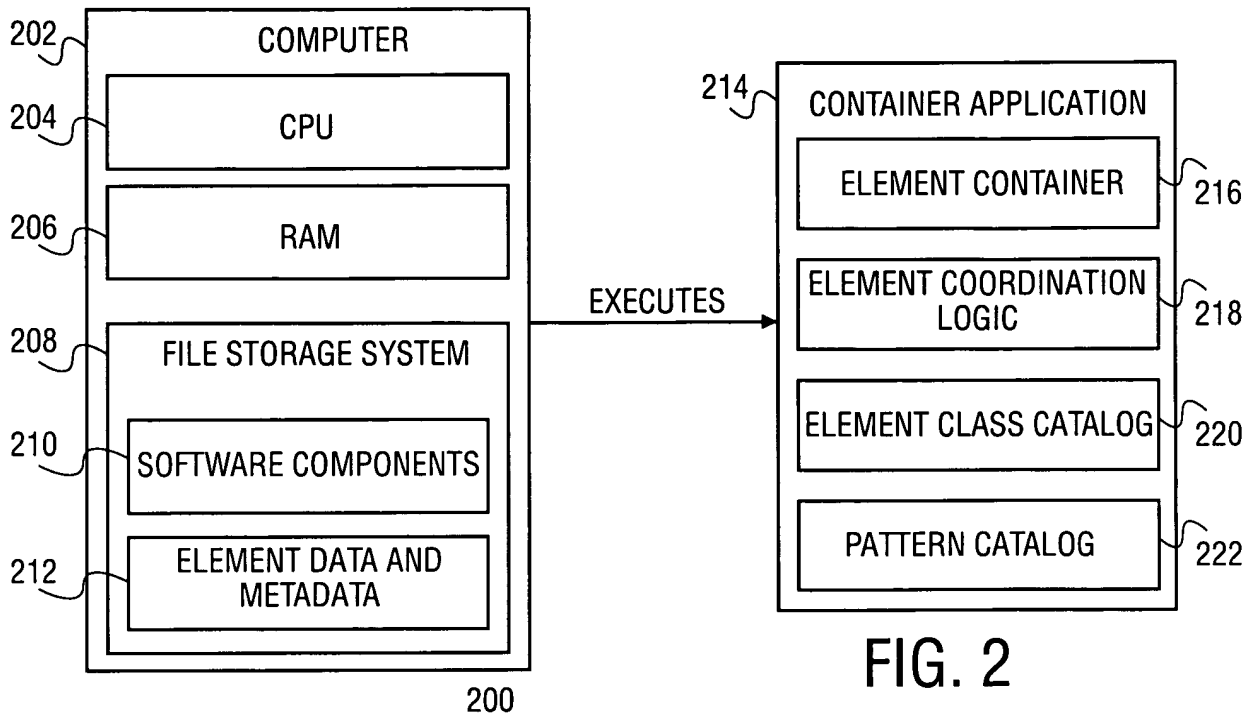 202
COMPUTER
204
CPU
206
RAM
208
FILE STORAGE SYSTEM
210
SOFTWARE COMPONENTS
212
ELEMENT DATA AND
METADATA
200
EXECUTES
214
CONTAINER APPLICATION
ELEMENT CONTAINER
216
ELEMENT COORDINATION
LOGIC
218
ELEMENT CLASS CATALOG
220
PATTERN CATALOG
222
FIG. 2